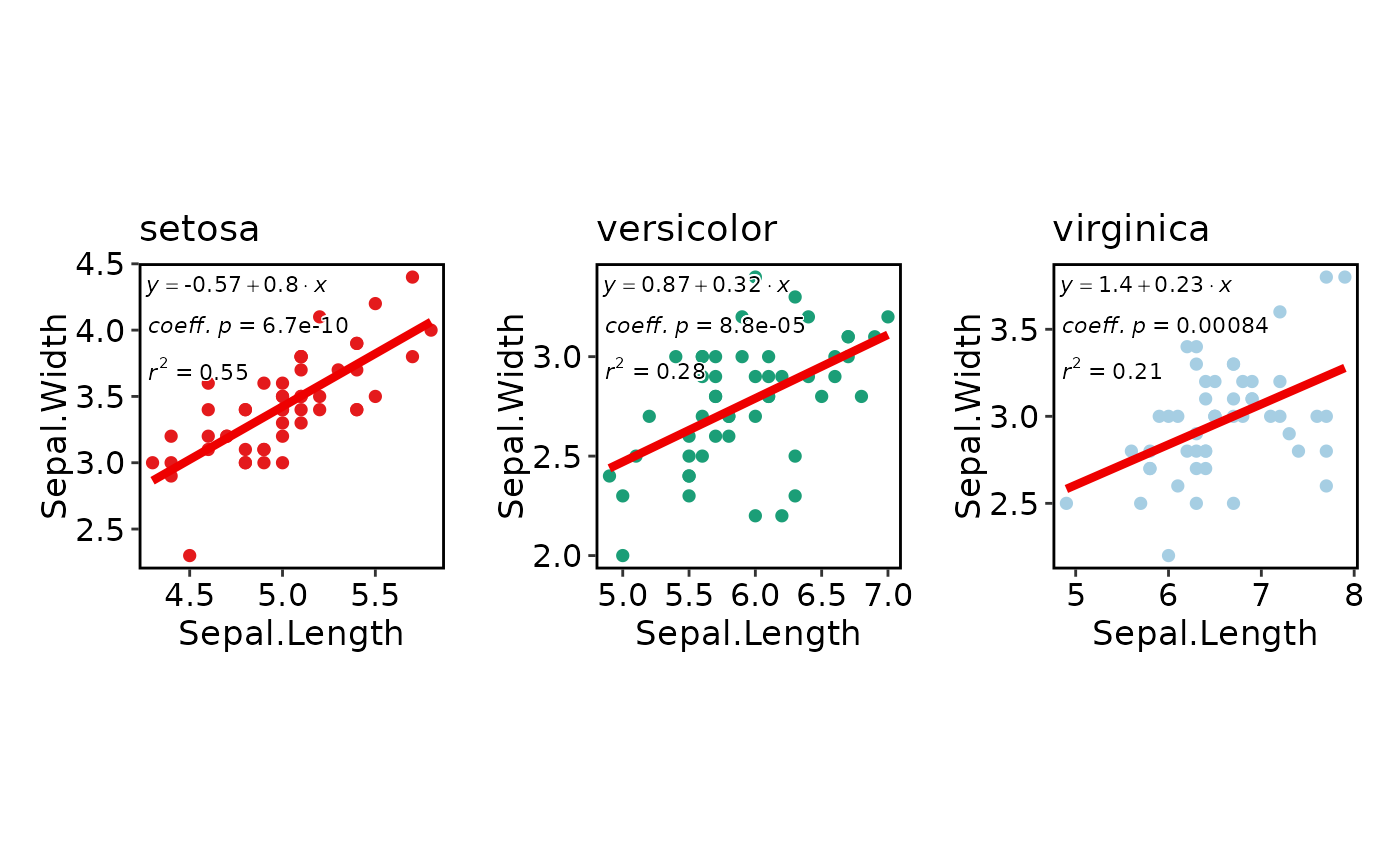 setosa
y = -0.57 + 0.8 · x
coeff. p = 6.7e-10
r² = 0.55
4.5
4.0
3.5
3.0
2.5
Sepal.Width
4.5 5.0 5.5
Sepal.Length
versicolor
y = 0.87 + 0.32 · x
coeff. p = 8.8e-05
r² = 0.28
3.0
2.5
2.0
Sepal.Width
5.0 5.5 6.0 6.5 7.0
Sepal.Length
virginica
y = 1.4 + 0.23 · x
coeff. p = 0.00084
r² = 0.21
3.5
3.0
2.5
Sepal.Width
5 6 7 8
Sepal.Length